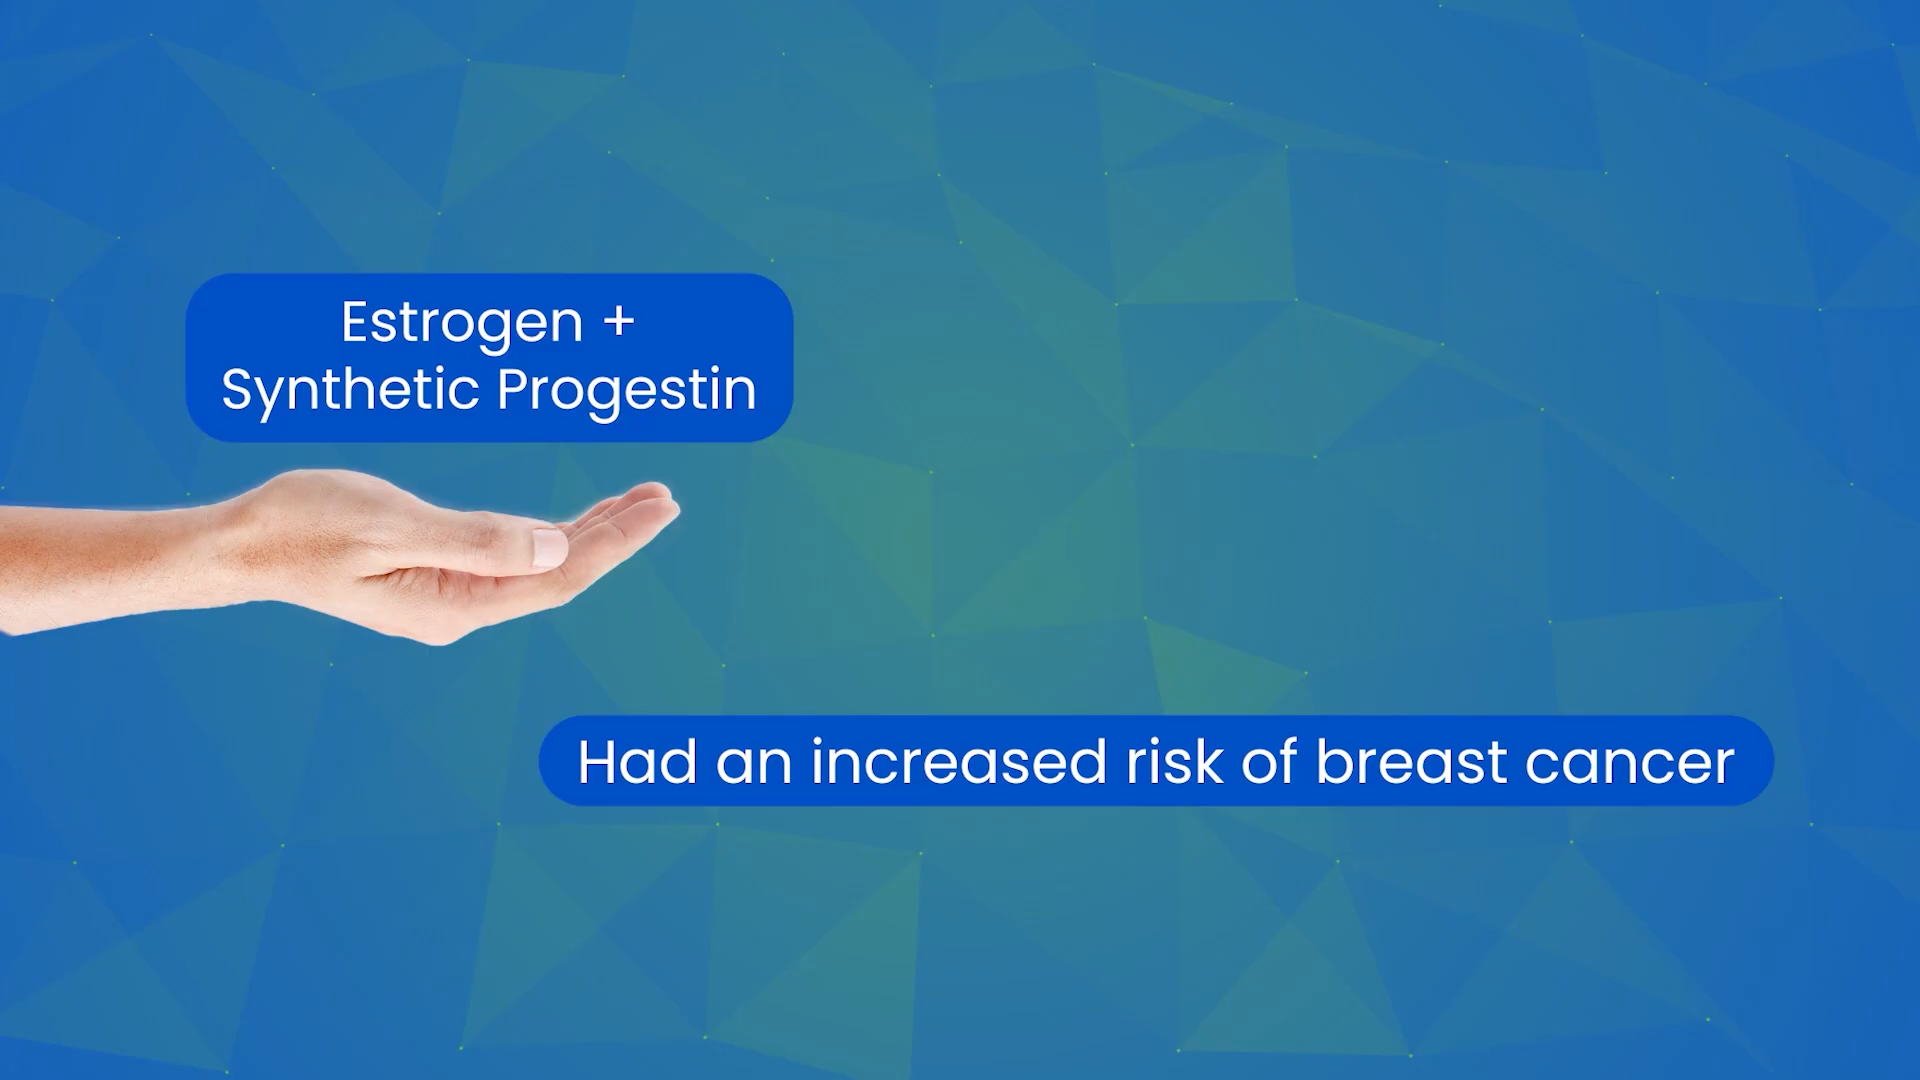 Estrogen +
Synthetic Progestin
Had an increased risk of breast cancer